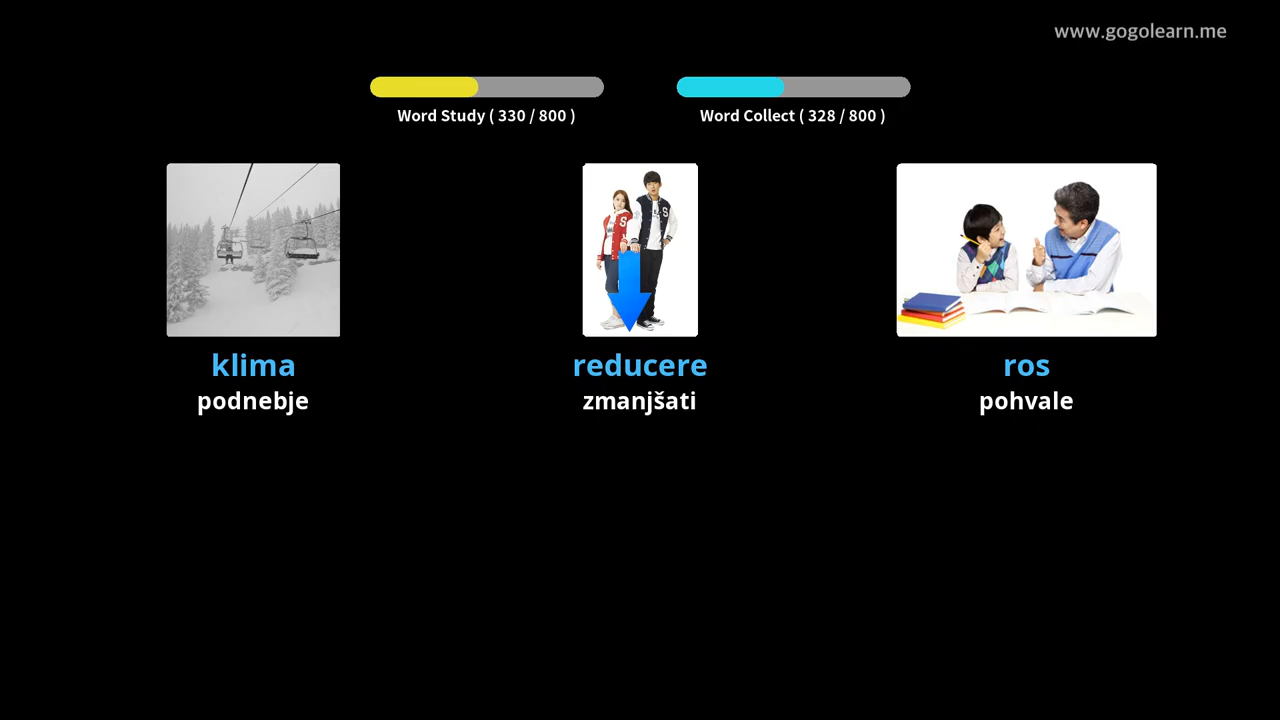 www.gogolearn.me
Word Study ( 330 / 800 )
Word Collect ( 328 / 800 )
klima
podnebje
reducere
zmanjšati
ros
pohvale